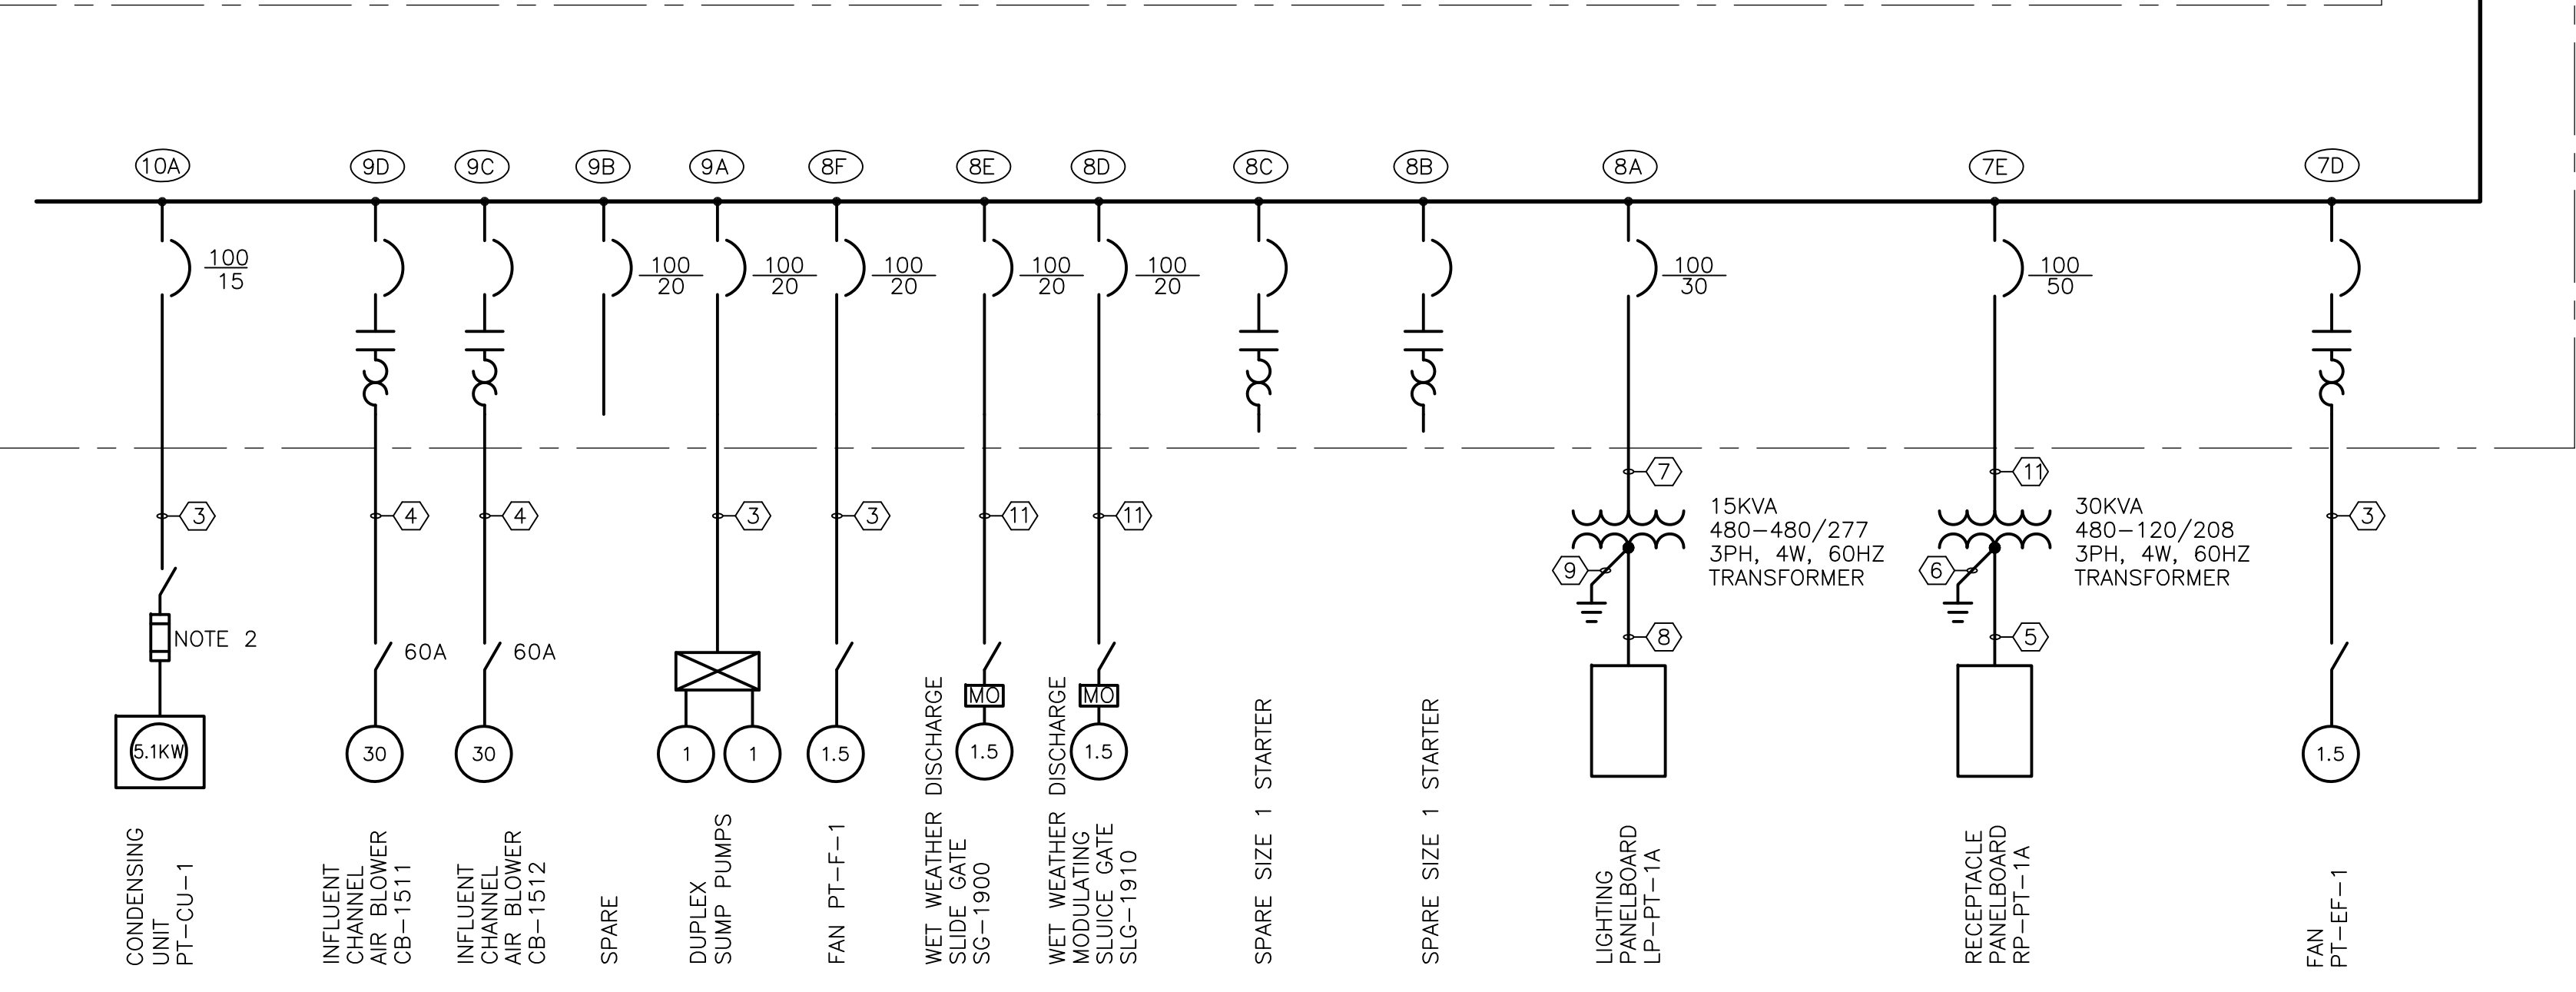 10A
9D
9C
9B
9A
8F
8E
8D
8C
8B
8A
7E
7D
100
15
100
20
100
20
100
20
100
20
100
20
100
30
100
50
3
4
4
3
3
11
11
7
11
3
15KVA
480-480/277
3PH, 4W, 60HZ
TRANSFORMER
30KVA
480-120/208
3PH, 4W, 60HZ
TRANSFORMER
9
6
8
5
NOTE 2
60A
60A
MO
MO
5.1KW
30
30
1
1
1.5
1.5
1.5
1.5
CONDENSING
UNIT
PT-CU-1
INFLUENT
CHANNEL
AIR BLOWER
CB-1511
INFLUENT
CHANNEL
AIR BLOWER
CB-1512
SPARE
DUPLEX
SUMP PUMPS
FAN PT-F-1
WET WEATHER DISCHARGE
SLIDE GATE
SG-1900
WET WEATHER DISCHARGE
MODULATING
SLUICE GATE
SLG-1910
SPARE SIZE 1 STARTER
SPARE SIZE 1 STARTER
LIGHTING
PANELBOARD
LP-PT-1A
RECEPTACLE
PANELBOARD
RP-PT-1A
FAN
PT-EF-1